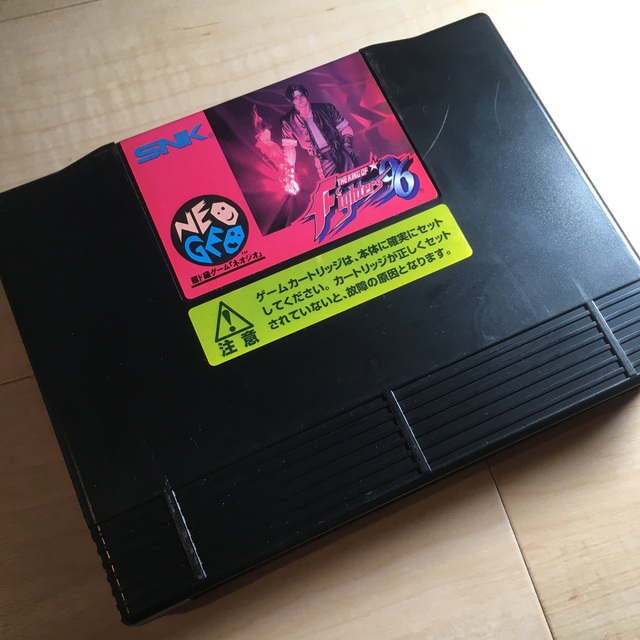 SNK
THE KING OF
Fighters '96
NEO
GEO
超ド級ゲーム「ネオジオ」
注意
ゲームカートリッジは、本体に確実にセット
してください。カートリッジが正しくセット
されていないと、故障の原因となります。